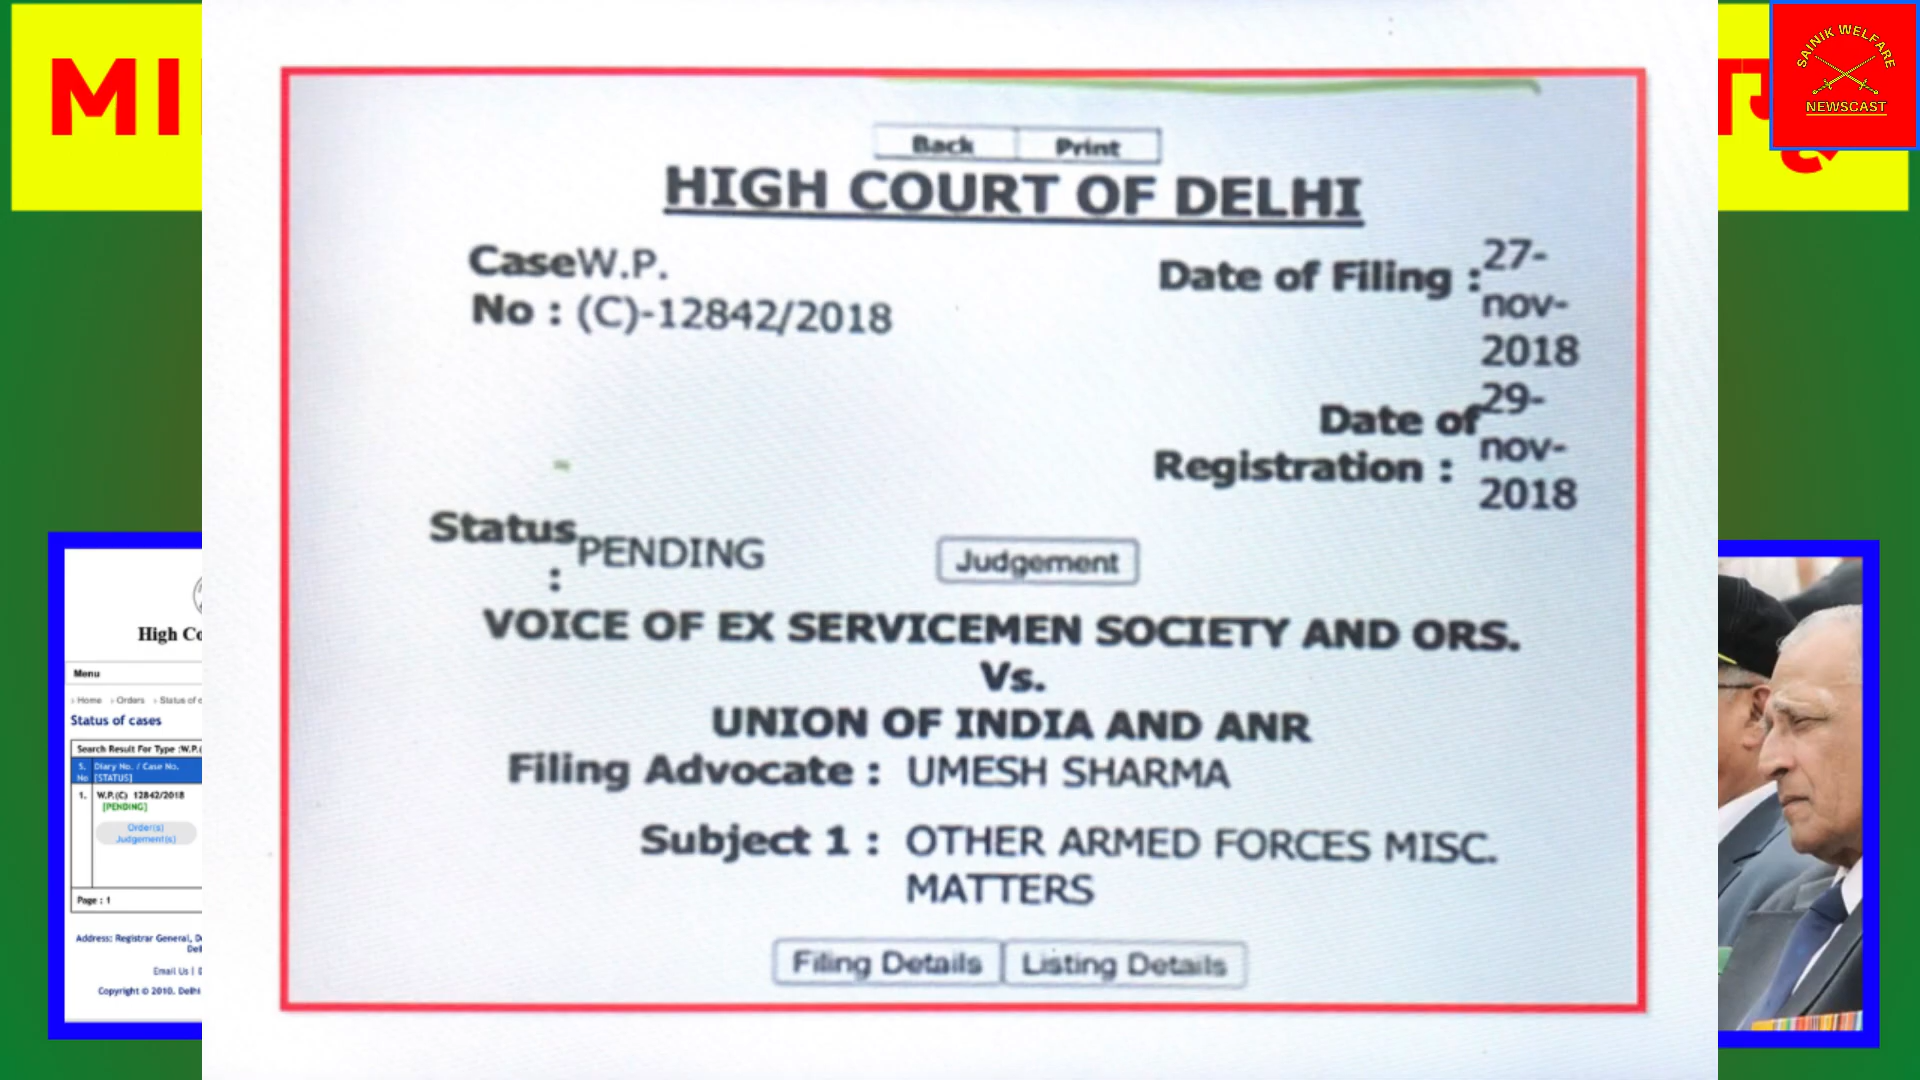 MI
SAINIK WELFARE
NEWSCAST
Back Print
HIGH COURT OF DELHI
Case No : W.P. (C)-12842/2018
Date of Filing : 27-nov-2018
Date of Registration : 29-nov-2018
Status : PENDING
Judgement
VOICE OF EX SERVICEMEN SOCIETY AND ORS.
Vs.
UNION OF INDIA AND ANR
Filing Advocate : UMESH SHARMA
Subject 1 : OTHER ARMED FORCES MISC.
MATTERS
Filing Details Listing Details
High Co
Menu
› Home › Orders › Status of c
Status of cases
Search Result For Type :W.P.(
S. No Diary No. / Case No. [STATUS]
1. W.P.(C) 12842/2018
[PENDING]
Order(s)
Judgement(s)
Page : 1
Address: Registrar General, D
Del
Email Us |
Copyright © 2010. Delhi